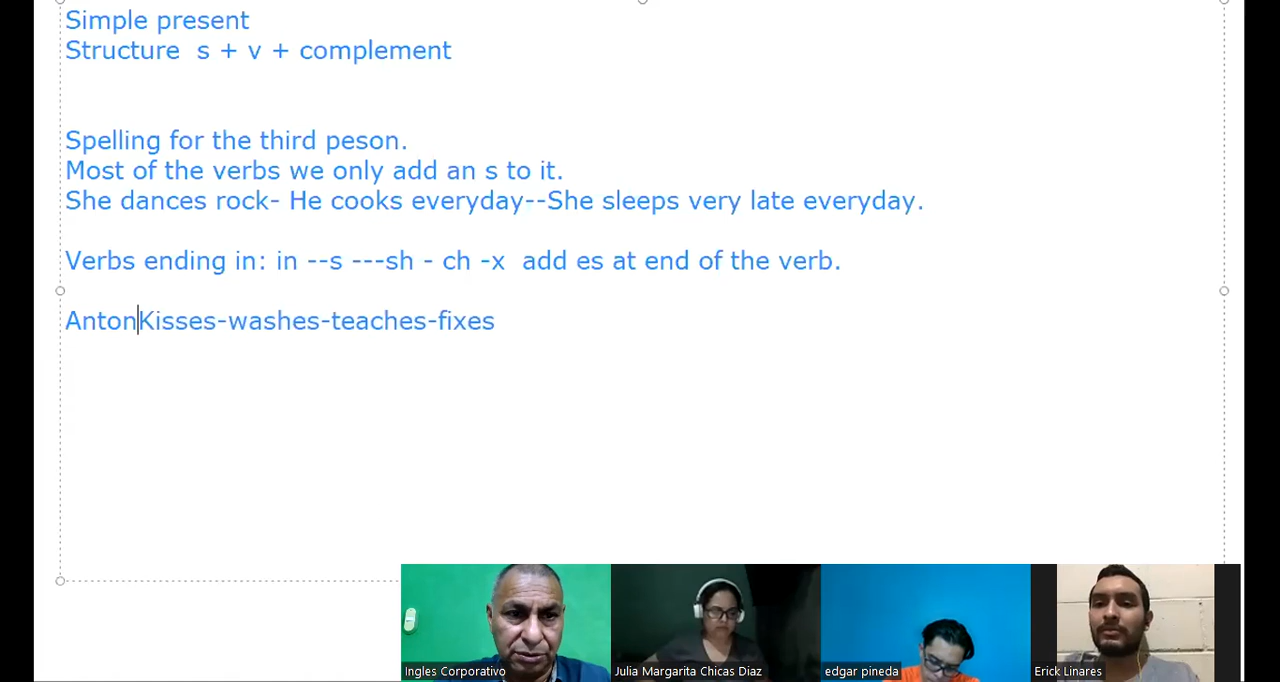 Simple present
Structure  s + v + complement
Spelling for the third peson.
Most of the verbs we only add an s to it.
She dances rock- He cooks everyday--She sleeps very late everyday.
Verbs ending in: in --s ---sh - ch -x  add es at end of the verb.
AntonKisses-washes-teaches-fixes
Ingles Corporativo
Julia Margarita Chicas Diaz
edgar pineda
Erick Linares